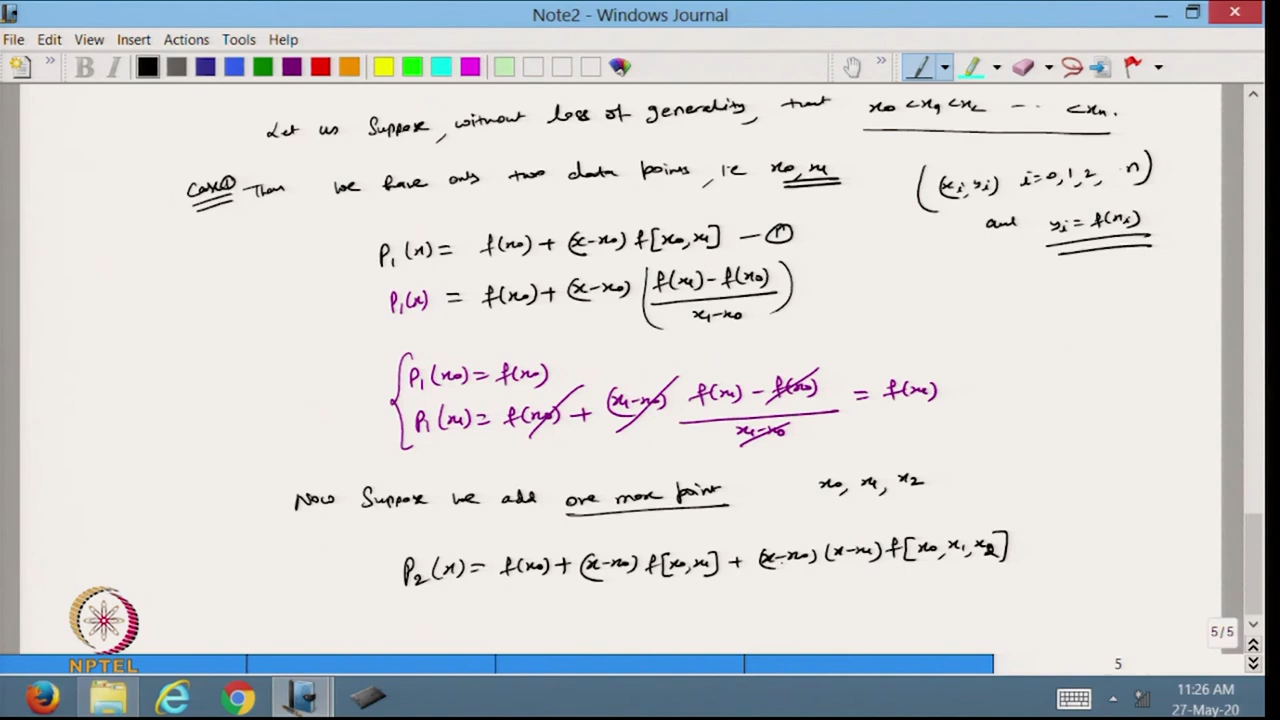 Note2 - Windows Journal
File Edit View Insert Actions Tools Help
Let us Suppose, without loss of generality, that x0 < x1 < x2 --- < xn.
Case① Then we have only two data points, i.e x0, x1
(xi, yi) i=0,1,2, n)
and yi = f(xi)
P1(x) = f(x0) + (x-x0) f[x0,x1] — ①
P1(x) = f(x0) + (x-x0) (f(x1) - f(x0) / x1-x0)
P1(x0) = f(x0)
P1(x1) = f(x0) + (x1-x0) f(x1) - f(x0) / x1-x0 = f(x1)
Now Suppose we add one more point x0, x1, x2
P2(x) = f(x0) + (x-x0) f[x0,x1] + (x-x0) (x-x1) f[x0, x1, x2]
NPTEL
5/5
5
11:26 AM
27-May-20